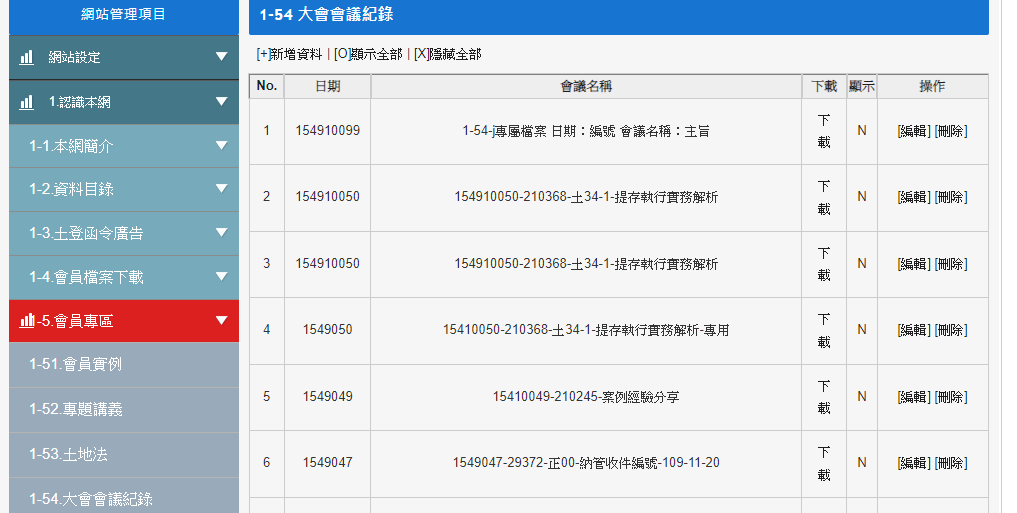 網站管理項目
網站設定
1.認識本網
1-1.本網簡介
1-2.資料目錄
1-3.土登函令廣告
1-4.會員檔案下載
-5.會員專區
1-51.會員實例
1-52.專題講義
1-53.土地法
1-54.大會會議紀錄
1-54 大會會議紀錄
[+]新增資料 | [O]顯示全部 | [X]隱藏全部
No. 日期 會議名稱 下載 顯示 操作
1 154910099 1-54-j專屬檔案 日期：編號 會議名稱：主旨 下載 N [編輯] [刪除]
2 154910050 154910050-210368-土34-1-提存執行實務解析 下載 N [編輯] [刪除]
3 154910050 154910050-210368-土34-1-提存執行實務解析 下載 N [編輯] [刪除]
4 1549050 15410050-210368-土34-1-提存執行實務解析-專用 下載 N [編輯] [刪除]
5 1549049 15410049-210245-案例經驗分享 下載 N [編輯] [刪除]
6 1549047 1549047-29372-正00-納管收件編號-109-11-20 下載 N [編輯] [刪除]